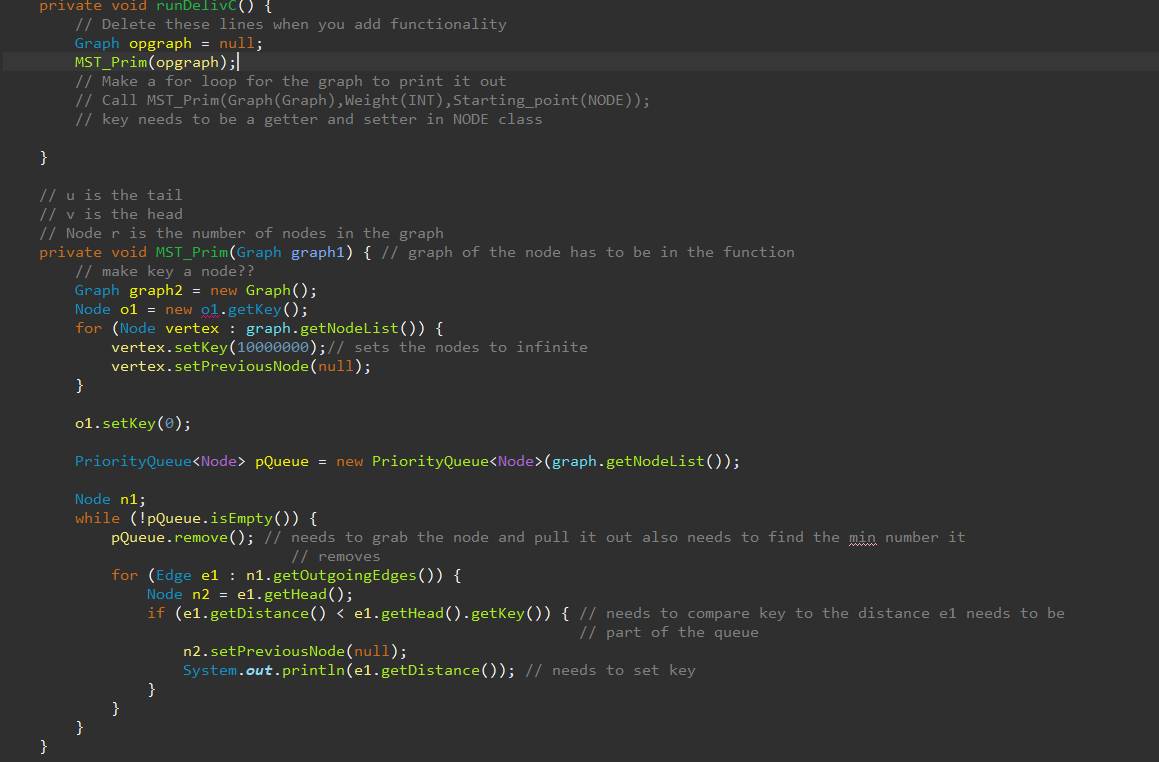 private void runDelivC() {
// Delete these lines when you add functionality
Graph opgraph = null;
MST_Prim(opgraph);
// Make a for loop for the graph to print it out
// Call MST_Prim(Graph(Graph),Weight(INT),Starting_point(NODE));
// key needs to be a getter and setter in NODE class
}
// u is the tail
// v is the head
// Node r is the number of nodes in the graph
private void MST_Prim(Graph graph1) { // graph of the node has to be in the function
// make key a node??
Graph graph2 = new Graph();
Node o1 = new o1.getKey();
for (Node vertex : graph.getNodeList()) {
vertex.setKey(10000000);// sets the nodes to infinite
vertex.setPreviousNode(null);
}
o1.setKey(0);
PriorityQueue<Node> pQueue = new PriorityQueue<Node>(graph.getNodeList());
Node n1;
while (!pQueue.isEmpty()) {
pQueue.remove(); // needs to grab the node and pull it out also needs to find the min number it
// removes
for (Edge e1 : n1.getOutgoingEdges()) {
Node n2 = e1.getHead();
if (e1.getDistance() < e1.getHead().getKey()) { // needs to compare key to the distance e1 needs to be
// part of the queue
n2.setPreviousNode(null);
System.out.println(e1.getDistance()); // needs to set key
}
}
}
}